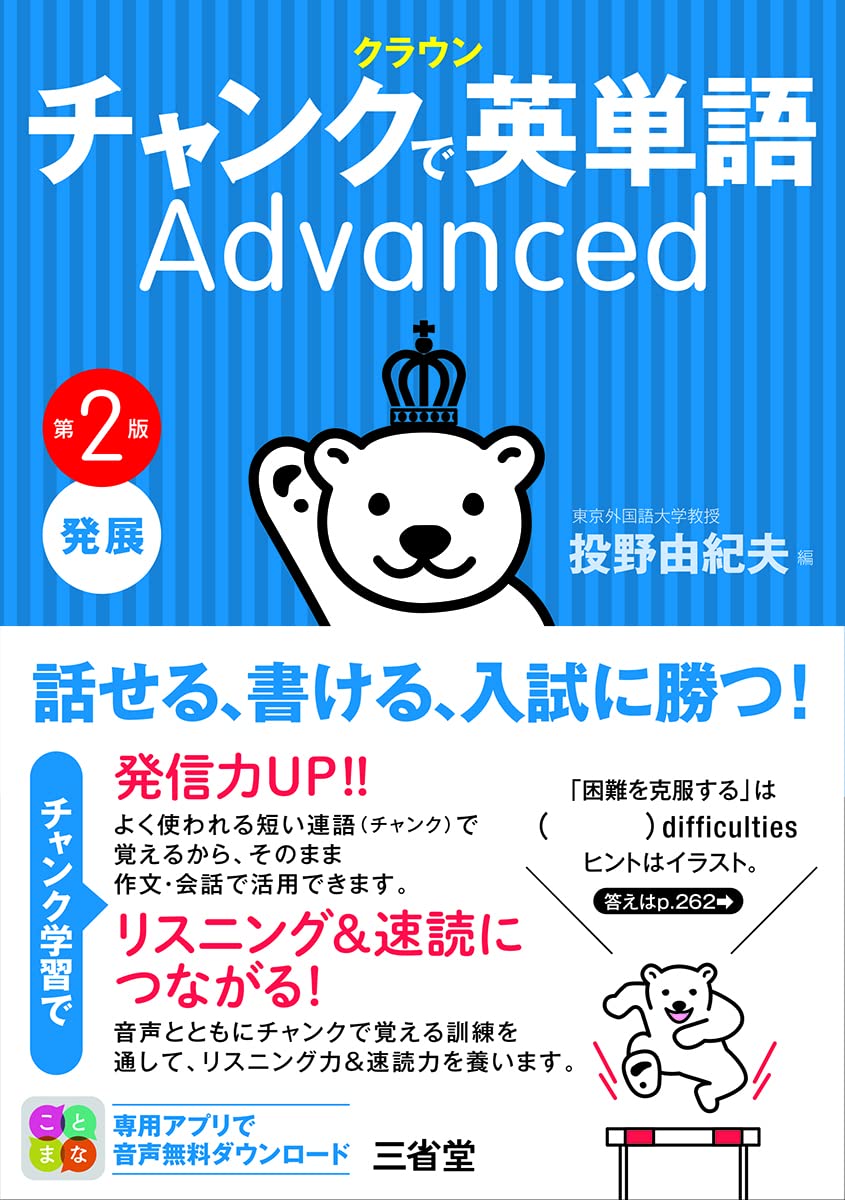 クラウン
チャンクで英単語
Advanced
第2版
発展
東京外国語大学教授
投野由紀夫 編
話せる、書ける、入試に勝つ!
チャンク学習で
発信力UP!!
よく使われる短い連語(チャンク)で
覚えるから、そのまま
作文・会話で活用できます。
リスニング&速読に
つながる!
音声とともにチャンクで覚える訓練を
通して、リスニング力&速読力を養います。
「困難を克服する」は
( )difficulties
ヒントはイラスト。
答えはp.262➡
こと
まな
専用アプリで
音声無料ダウンロード
三省堂